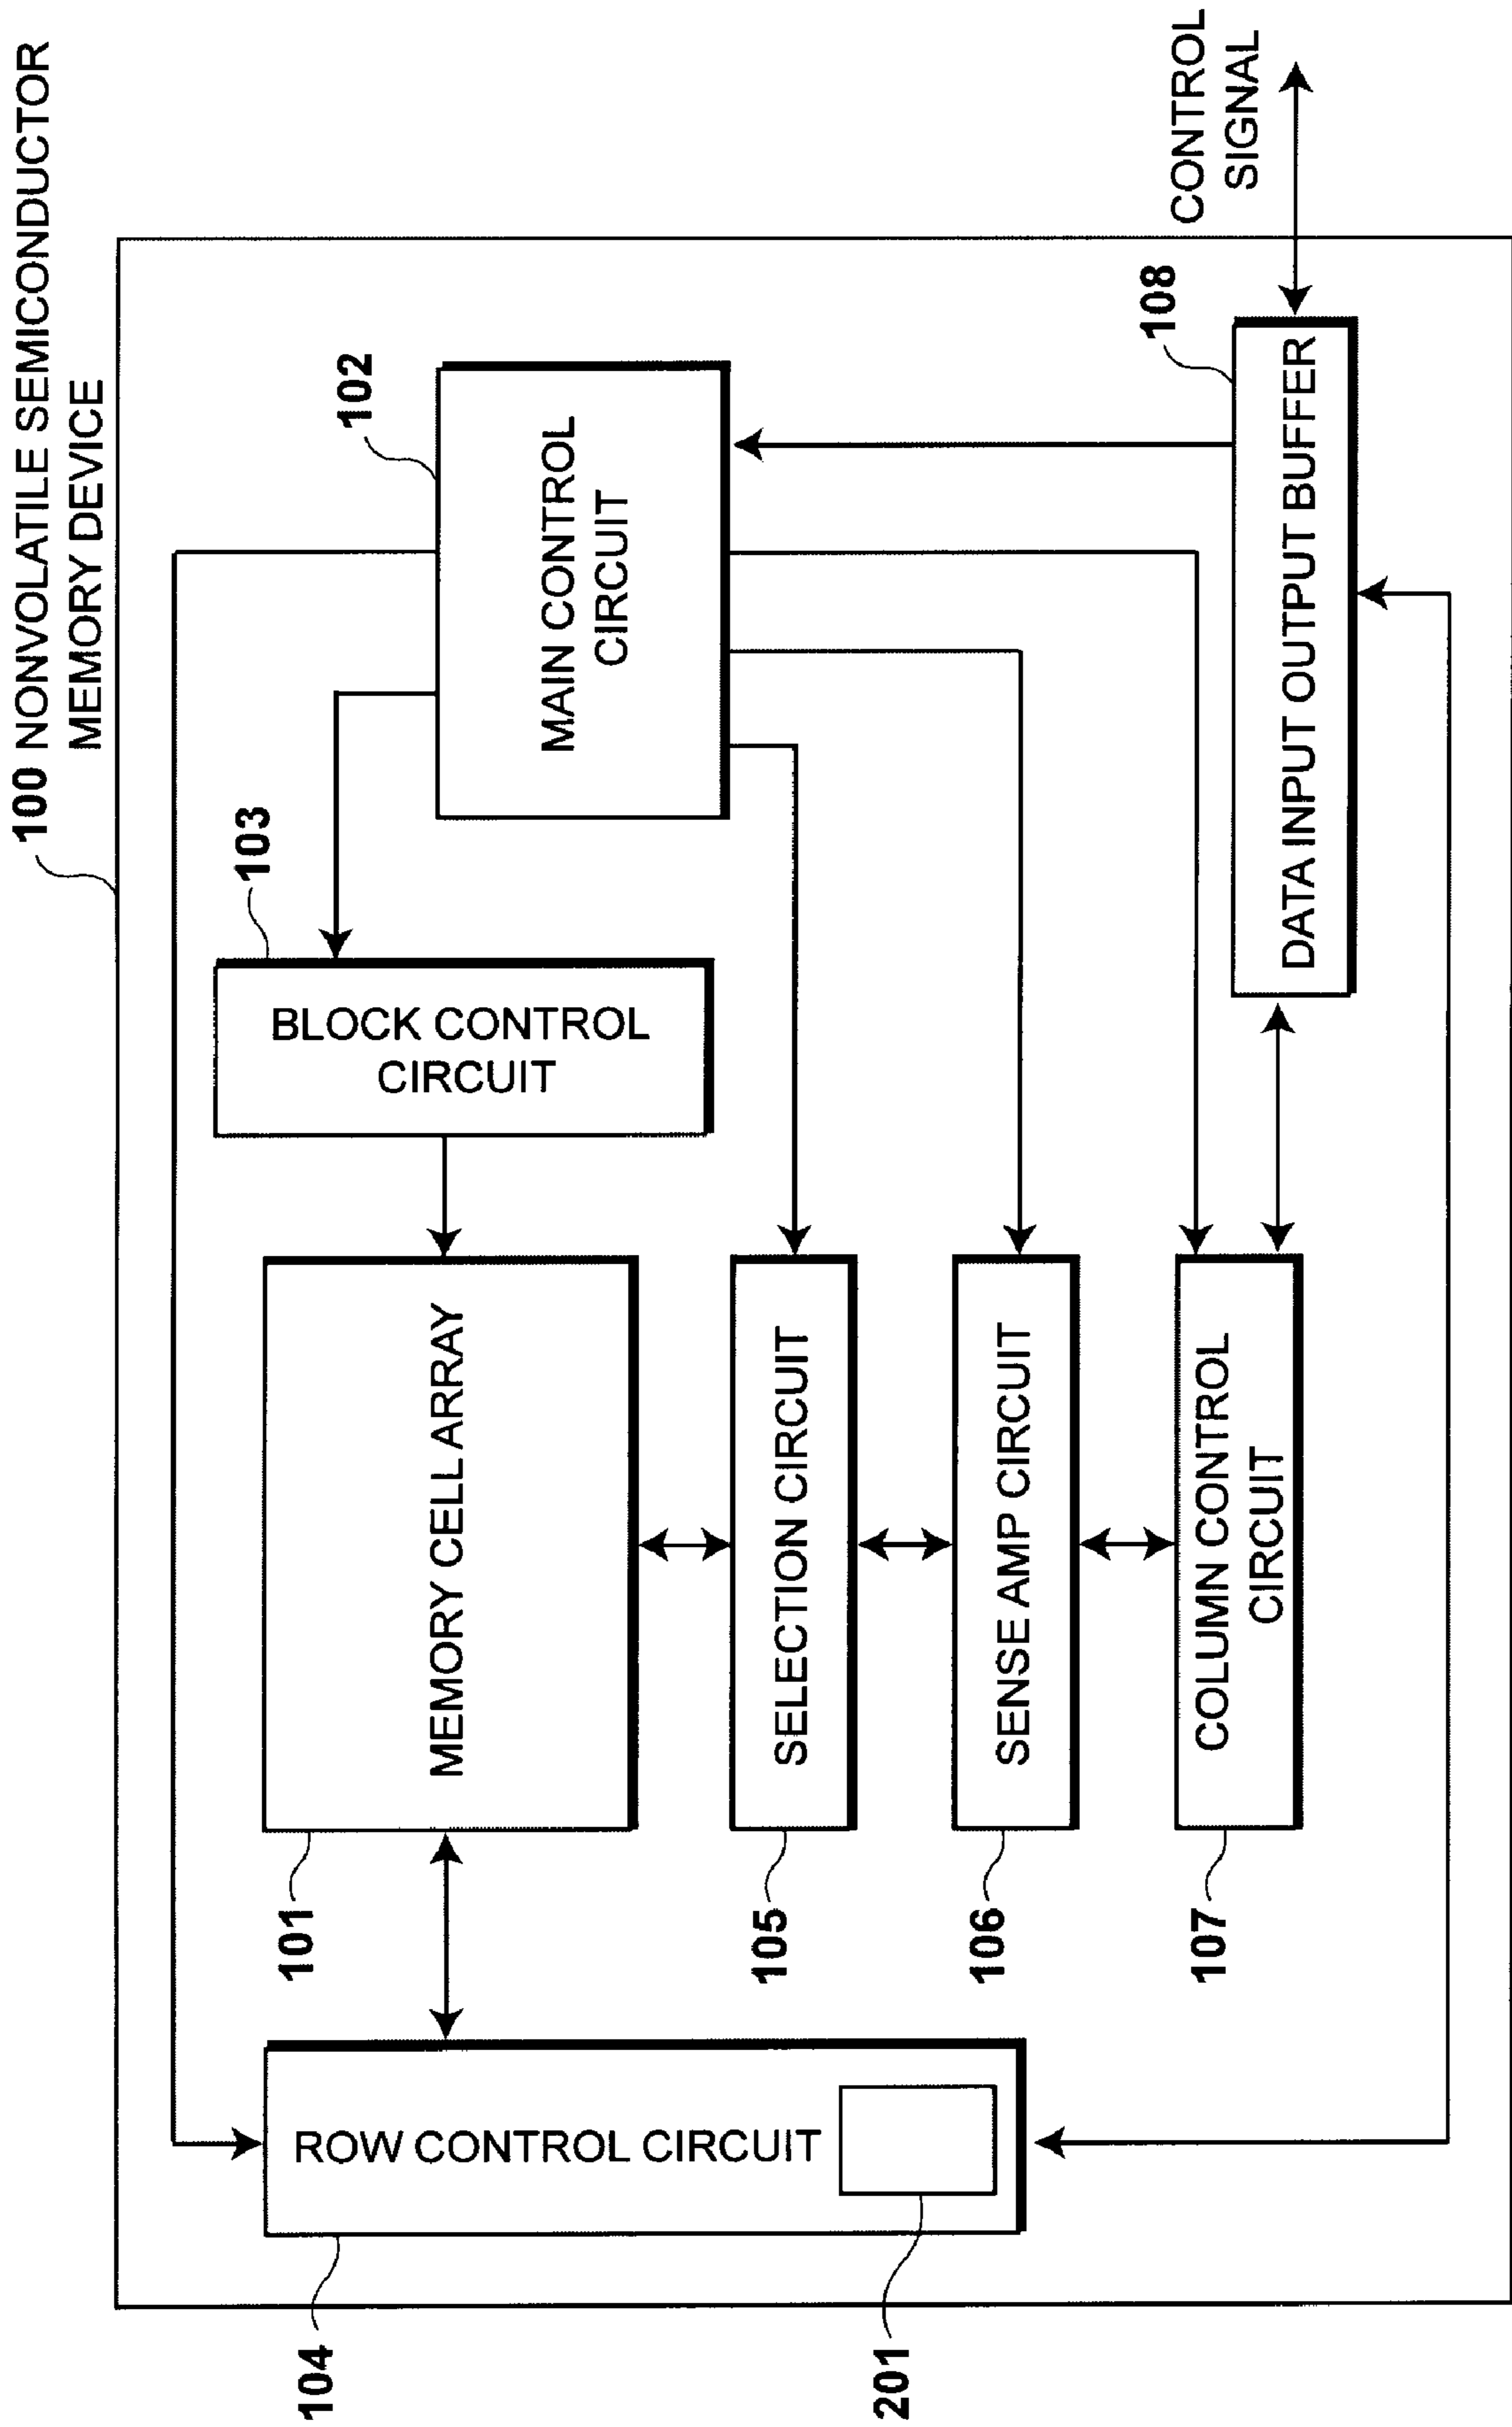 100 NONVOLATILE SEMICONDUCTOR
MEMORY DEVICE
103
102
BLOCK CONTROL
CIRCUIT
MAIN CONTROL
CIRCUIT
104
ROW CONTROL CIRCUIT
201
101
MEMORY CELL ARRAY
105
SELECTION CIRCUIT
106
SENSE AMP CIRCUIT
107
COLUMN CONTROL
CIRCUIT
108
DATA INPUT OUTPUT BUFFER
CONTROL
SIGNAL